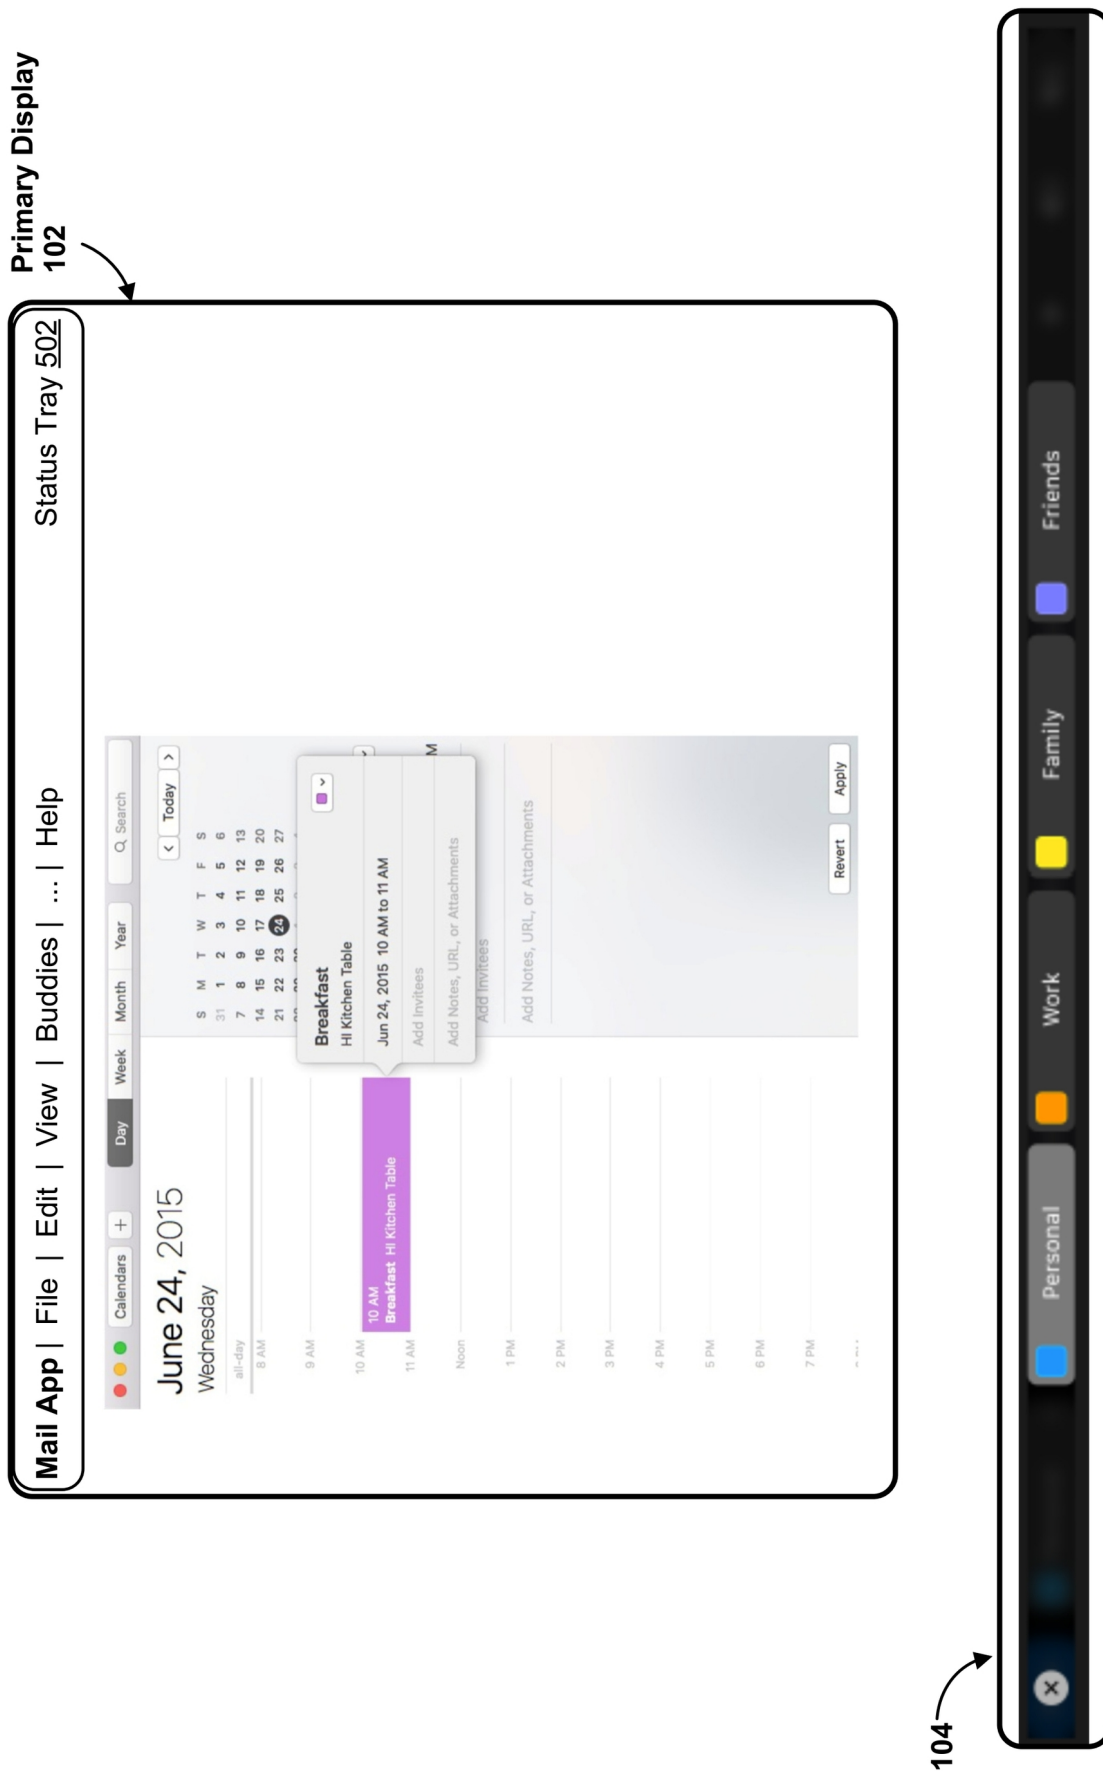 Primary Display
102
Mail App | File | Edit | View | Buddies | ... | Help
Status Tray 502
Calendars + Day Week Month Year Search
June 24, 2015
Wednesday
< Today >
S M T W T F S
31 1 2 3 4 5 6
7 8 9 10 11 12 13
14 15 16 17 18 19 20
21 22 23 24 25 26 27
all-day
8 AM
9 AM
10 AM
11 AM
Noon
1 PM
2 PM
3 PM
4 PM
5 PM
6 PM
7 PM
10 AM
Breakfast HI Kitchen Table
Breakfast
HI Kitchen Table
Jun 24, 2015 10 AM to 11 AM
Add Invitees
Add Notes, URL, or Attachments
M
Add Invitees
Add Notes, URL, or Attachments
Revert Apply
104
Personal Work Family Friends